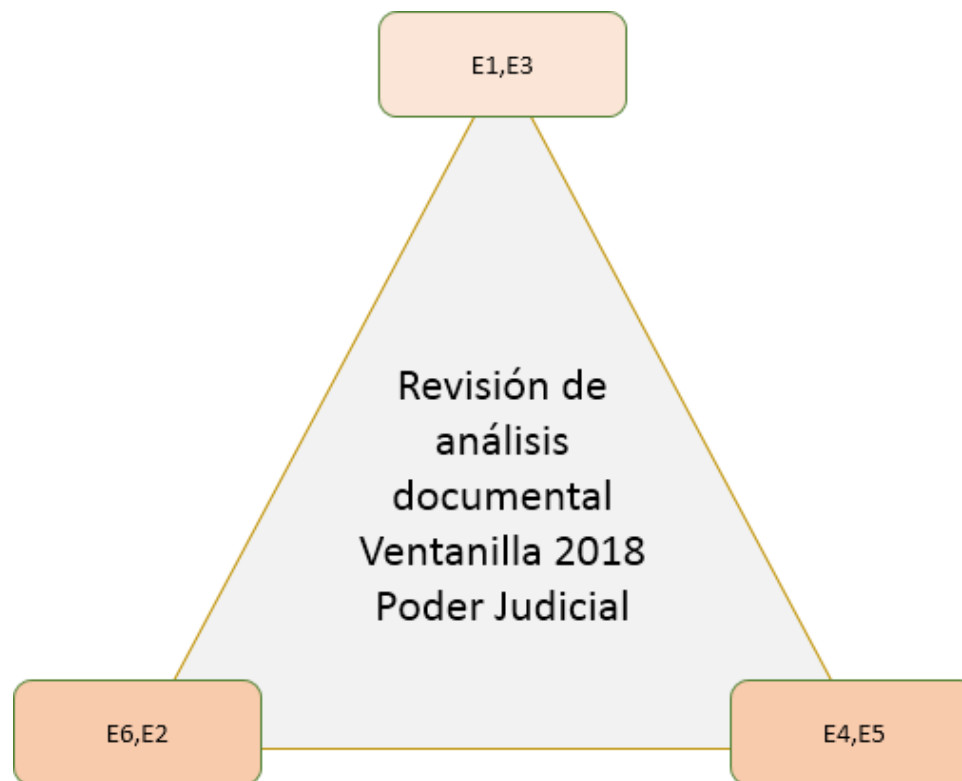 E1,E3
Revisión de
análisis
documental
Ventanilla 2018
Poder Judicial
E6,E2
E4,E5